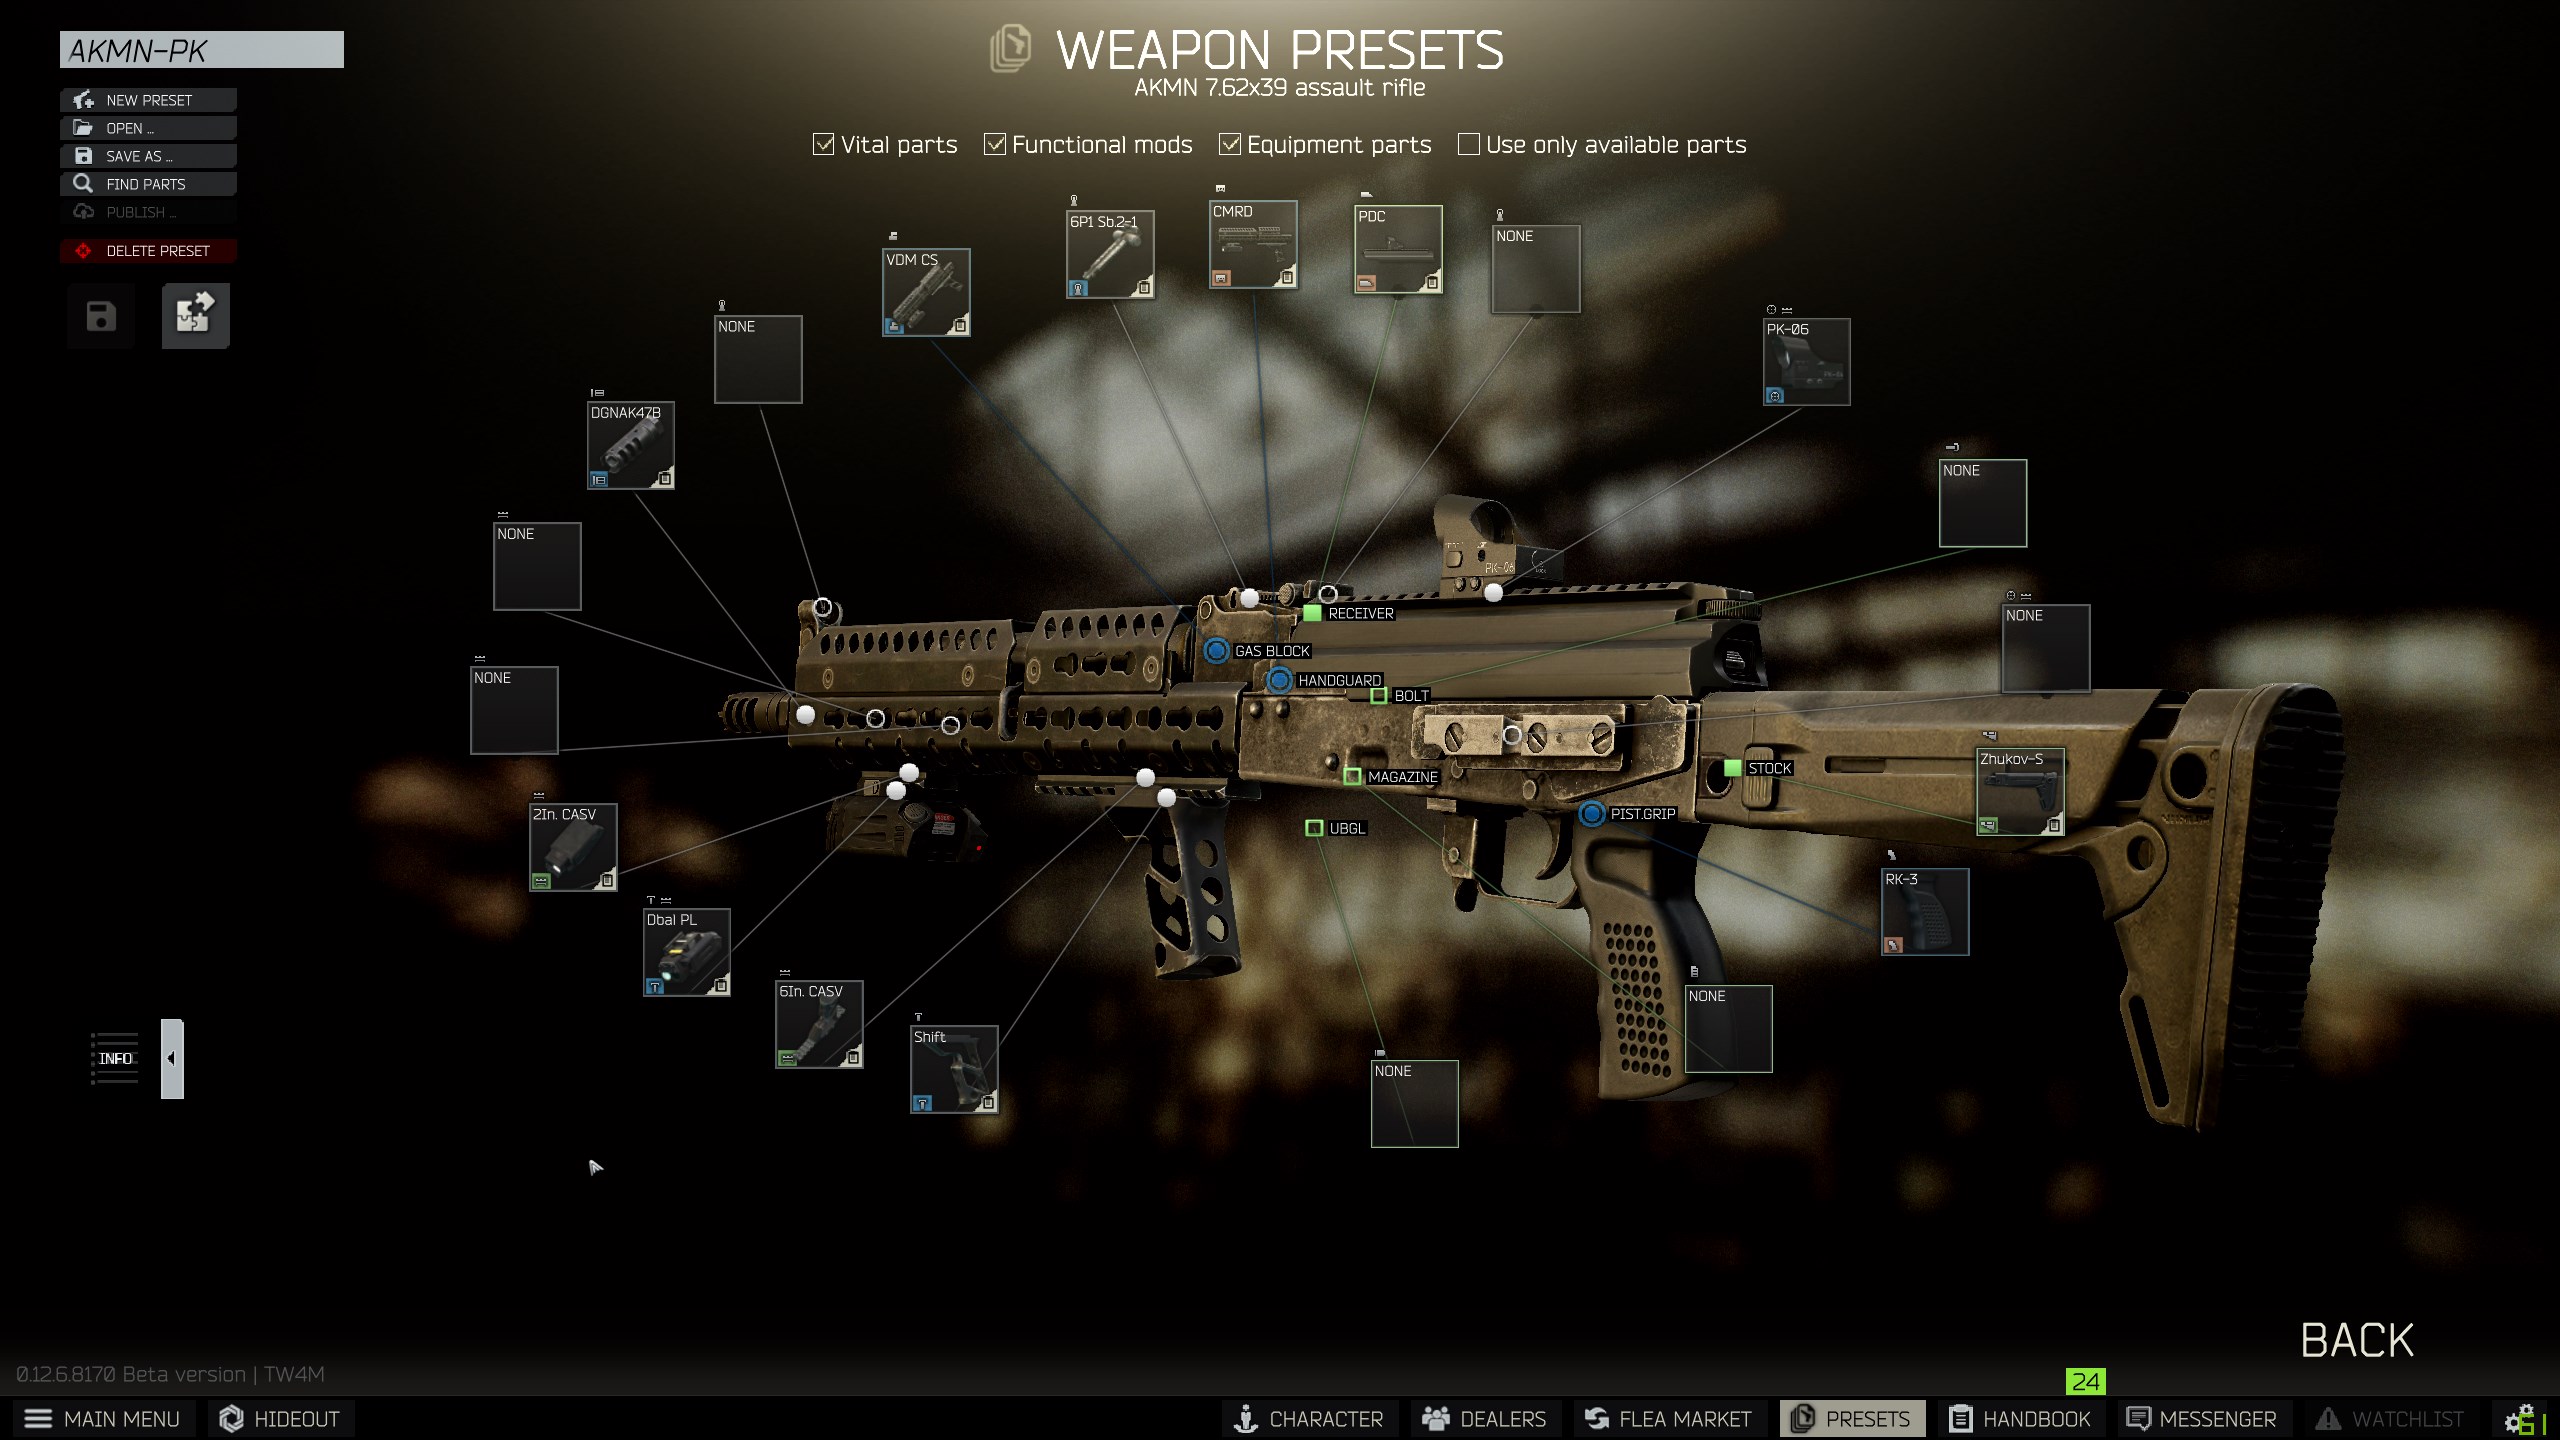 AKMN-PK
WEAPON PRESETS
AKMN 7.62x39 assault rifle
NEW PRESET
OPEN ...
SAVE AS ...
FIND PARTS
PUBLISH ...
DELETE PRESET
Vital parts
Functional mods
Equipment parts
Use only available parts
6P1 Sb.2-1
CMRD
PDC
NONE
VDM CS
NONE
PK-06
DGNAK47B
NONE
NONE
NONE
NONE
PK-06
RECEIVER
GAS BLOCK
HANDGUARD
BOLT
MAGAZINE
STOCK
Zhukov-S
UBGL
PIST.GRIP
2In. CASV
RK-3
Dbal PL
6In. CASV
NONE
Shift
NONE
INFO
BACK
0.12.6.8170 Beta version | TW4M
24
MAIN MENU
HIDEOUT
CHARACTER
DEALERS
FLEA MARKET
PRESETS
HANDBOOK
MESSENGER
WATCHLIST
61